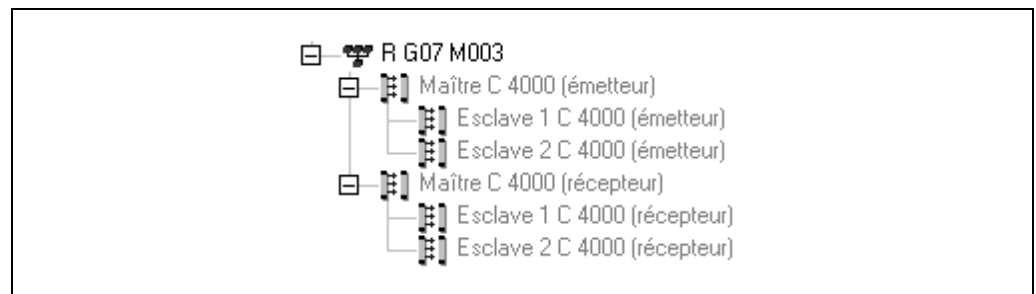 R G07 M003
Maître C 4000 (émetteur)
Esclave 1 C 4000 (émetteur)
Esclave 2 C 4000 (émetteur)
Maître C 4000 (récepteur)
Esclave 1 C 4000 (récepteur)
Esclave 2 C 4000 (récepteur)